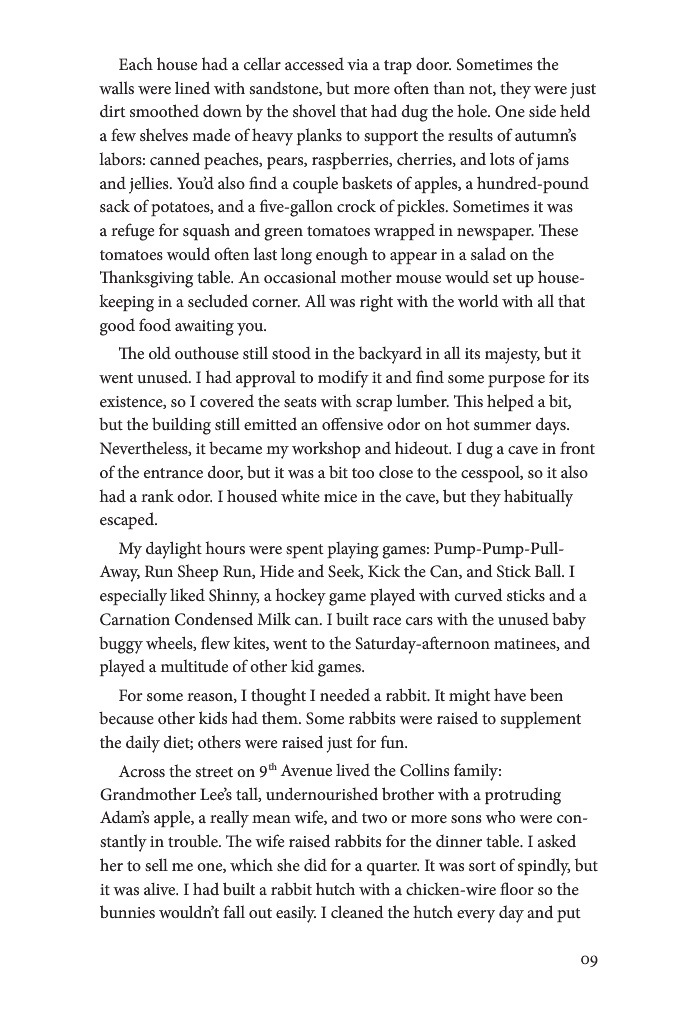 Each house had a cellar accessed via a trap door. Sometimes the
walls were lined with sandstone, but more often than not, they were just
dirt smoothed down by the shovel that had dug the hole. One side held
a few shelves made of heavy planks to support the results of autumn’s
labors: canned peaches, pears, raspberries, cherries, and lots of jams
and jellies. You’d also find a couple baskets of apples, a hundred-pound
sack of potatoes, and a five-gallon crock of pickles. Sometimes it was
a refuge for squash and green tomatoes wrapped in newspaper. These
tomatoes would often last long enough to appear in a salad on the
Thanksgiving table. An occasional mother mouse would set up house-
keeping in a secluded corner. All was right with the world with all that
good food awaiting you.
The old outhouse still stood in the backyard in all its majesty, but it
went unused. I had approval to modify it and find some purpose for its
existence, so I covered the seats with scrap lumber. This helped a bit,
but the building still emitted an offensive odor on hot summer days.
Nevertheless, it became my workshop and hideout. I dug a cave in front
of the entrance door, but it was a bit too close to the cesspool, so it also
had a rank odor. I housed white mice in the cave, but they habitually
escaped.
My daylight hours were spent playing games: Pump-Pump-Pull-
Away, Run Sheep Run, Hide and Seek, Kick the Can, and Stick Ball. I
especially liked Shinny, a hockey game played with curved sticks and a
Carnation Condensed Milk can. I built race cars with the unused baby
buggy wheels, flew kites, went to the Saturday-afternoon matinees, and
played a multitude of other kid games.
For some reason, I thought I needed a rabbit. It might have been
because other kids had them. Some rabbits were raised to supplement
the daily diet; others were raised just for fun.
Across the street on 9th Avenue lived the Collins family:
Grandmother Lee’s tall, undernourished brother with a protruding
Adam’s apple, a really mean wife, and two or more sons who were con-
stantly in trouble. The wife raised rabbits for the dinner table. I asked
her to sell me one, which she did for a quarter. It was sort of spindly, but
it was alive. I had built a rabbit hutch with a chicken-wire floor so the
bunnies wouldn’t fall out easily. I cleaned the hutch every day and put
09